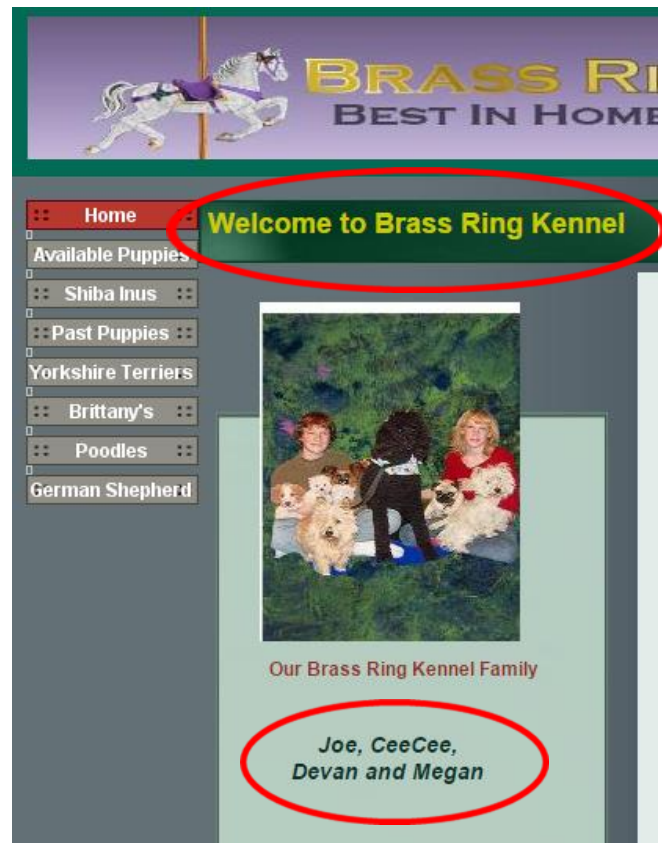 BRASS RI
BEST IN HOME
Home
Available Puppies
Shiba Inus
Past Puppies
Yorkshire Terriers
Brittany's
Poodles
German Shepherd
Welcome to Brass Ring Kennel
Our Brass Ring Kennel Family
Joe, CeeCee,
Devan and Megan